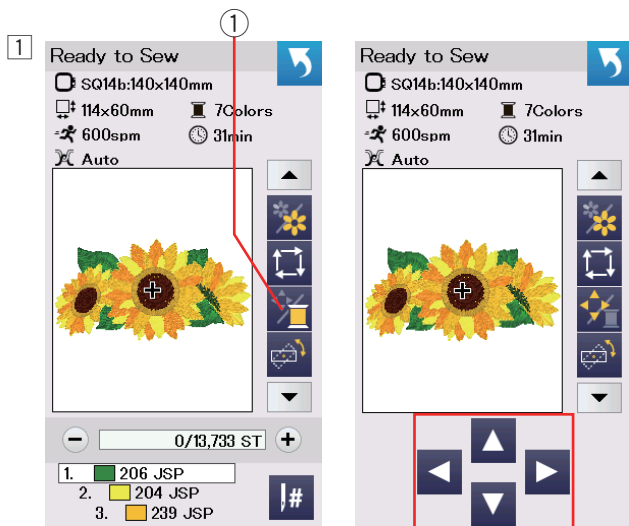 1
1
Ready to Sew
SQ14b:140x140mm
114x60mm 7Colors
600spm 31min
Auto
0/13,733 ST
1. 206 JSP
2. 204 JSP
3. 239 JSP
#
Ready to Sew
SQ14b:140x140mm
114x60mm 7Colors
600spm 31min
Auto